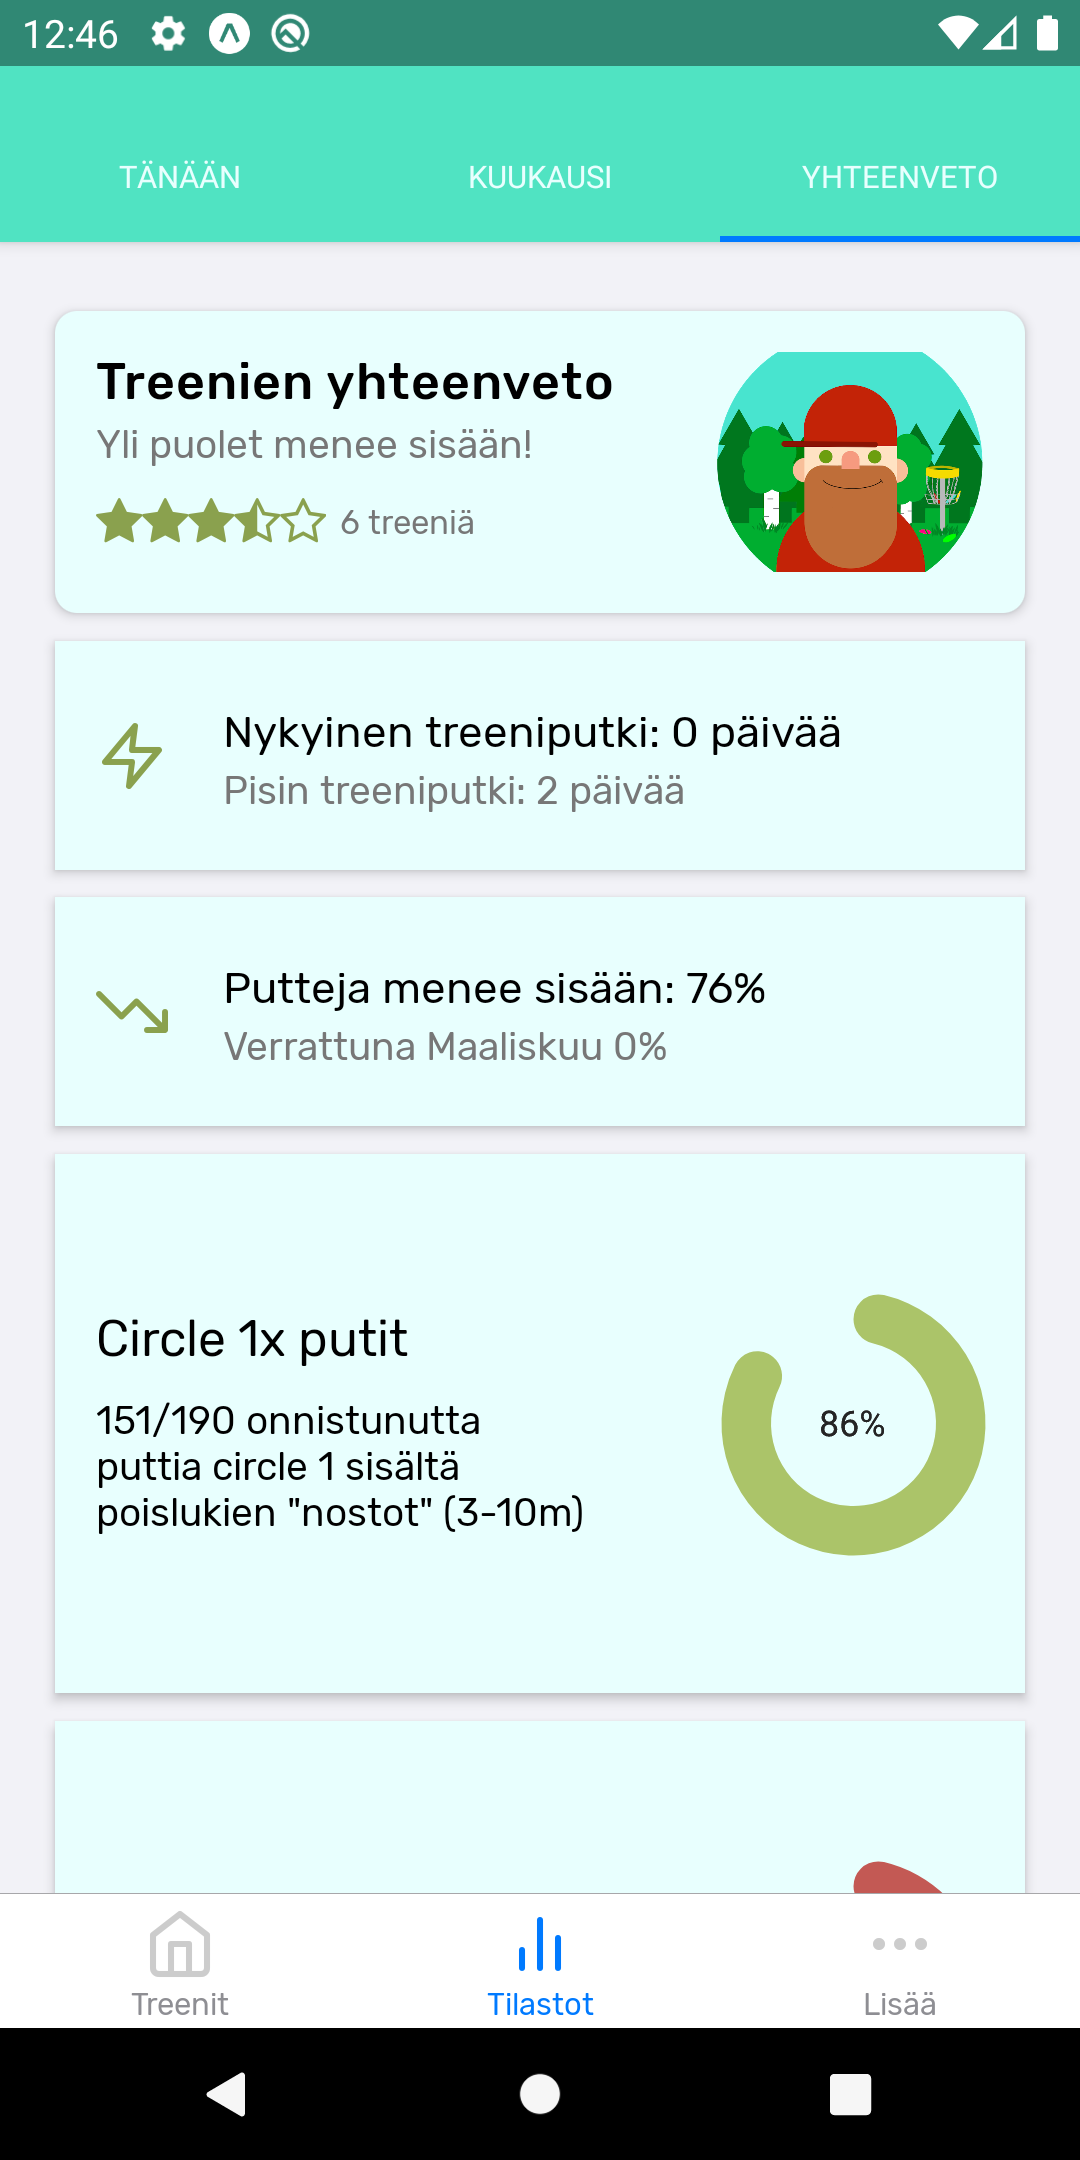 12:46
TÄNÄÄN
KUUKAUSI
YHTEENVETO
Treenien yhteenveto
Yli puolet menee sisään!
6 treeniä
Nykyinen treeniputki: 0 päivää
Pisin treeniputki: 2 päivää
Putteja menee sisään: 76%
Verrattuna Maaliskuu 0%
Circle 1x putit
151/190 onnistunutta
puttia circle 1 sisältä
poislukien "nostot" (3-10m)
86%
Treenit
Tilastot
Lisää